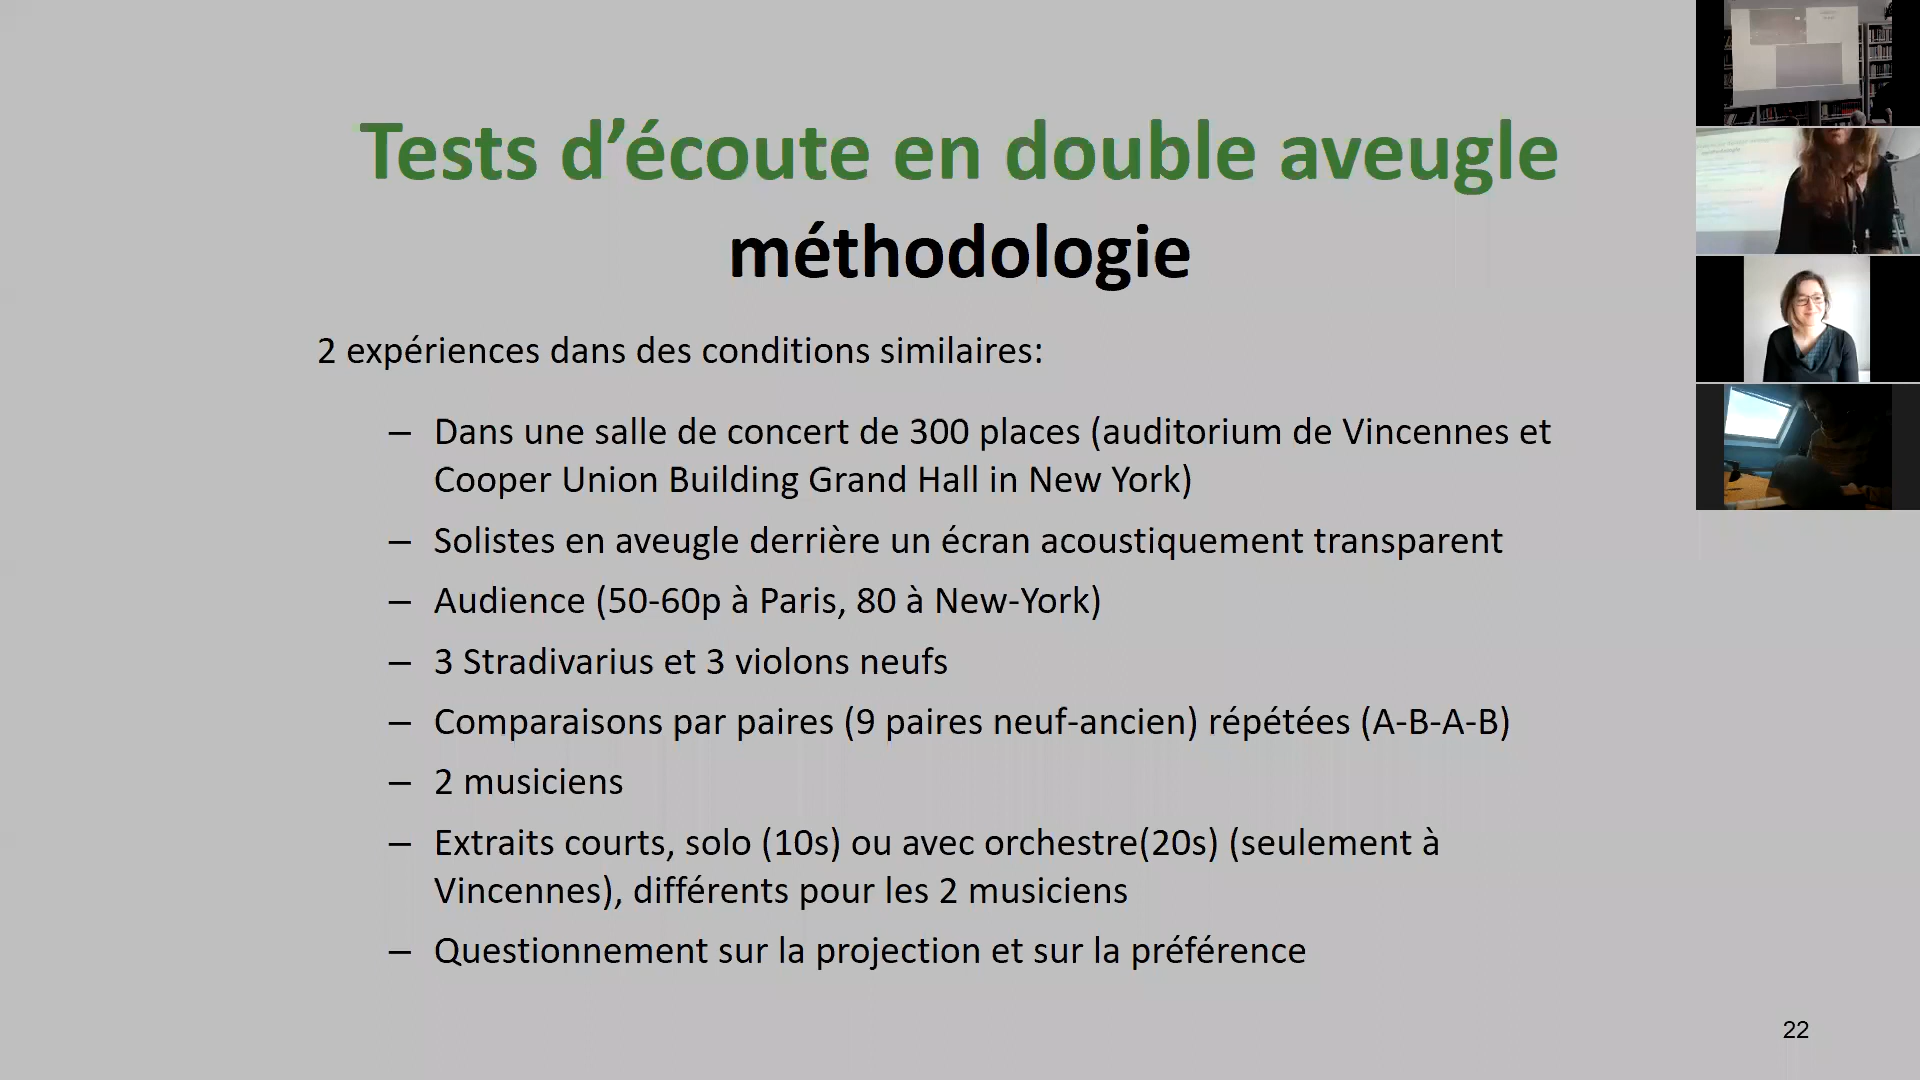 Tests d’écoute en double aveugle
méthodologie
2 expériences dans des conditions similaires:
– Dans une salle de concert de 300 places (auditorium de Vincennes et
Cooper Union Building Grand Hall in New York)
– Solistes en aveugle derrière un écran acoustiquement transparent
– Audience (50-60p à Paris, 80 à New-York)
– 3 Stradivarius et 3 violons neufs
– Comparaisons par paires (9 paires neuf-ancien) répétées (A-B-A-B)
– 2 musiciens
– Extraits courts, solo (10s) ou avec orchestre(20s) (seulement à
Vincennes), différents pour les 2 musiciens
– Questionnement sur la projection et sur la préférence
22